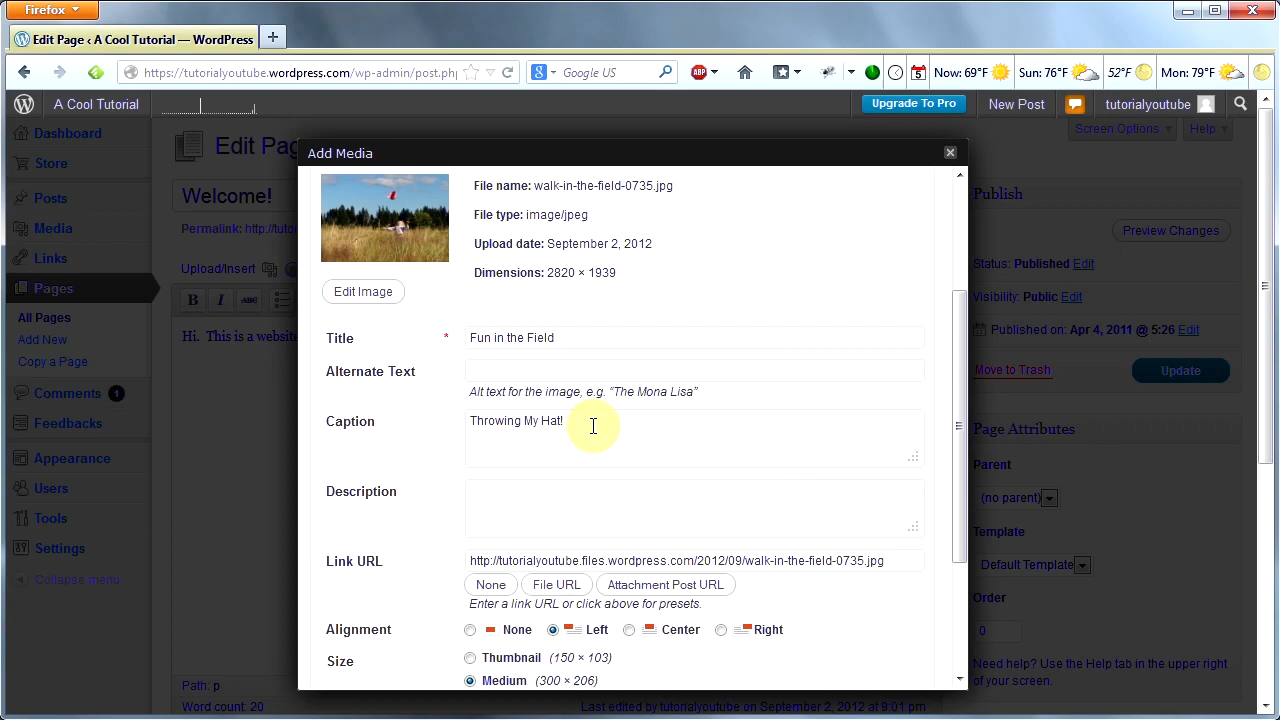 Firefox
Edit Page ‹ A Cool Tutorial — WordPress
https://tutorialyoutube.wordpress.com/wp-admin/post.php
Google US
ABP
5
Now: 69°F
Sun: 76°F
52°F
Mon: 79°F
A Cool Tutorial
Upgrade To Pro
New Post
tutorialyoutube
Dashboard
Store
Posts
Media
Links
Pages
All Pages
Add New
Copy a Page
Comments 1
Feedbacks
Appearance
Users
Tools
Settings
Collapse menu
Screen Options
Help
Edit Pag
Welcome!
Permalink: http://tuto
Upload/Insert
B I ABC
Hi. This is a website
Path: p
Word count: 20
Last edited by tutorialyoutube on September 2, 2012 at 9:01 pm
Add Media
File name: walk-in-the-field-0735.jpg
File type: image/jpeg
Upload date: September 2, 2012
Dimensions: 2820 × 1939
Edit Image
Title * Fun in the Field
Alternate Text
Alt text for the image, e.g. “The Mona Lisa”
Caption Throwing My Hat!
Description
Link URL http://tutorialyoutube.files.wordpress.com/2012/09/walk-in-the-field-0735.jpg
None File URL Attachment Post URL
Enter a link URL or click above for presets.
Alignment None Left Center Right
Size Thumbnail (150 × 103)
Medium (300 × 206)
Publish
Preview Changes
Status: Published Edit
Visibility: Public Edit
Published on: Apr 4, 2011 @ 5:26 Edit
Move to Trash
Update
Page Attributes
Parent
(no parent)
Template
Default Template
Order
0
Need help? Use the Help tab in the upper right
of your screen.